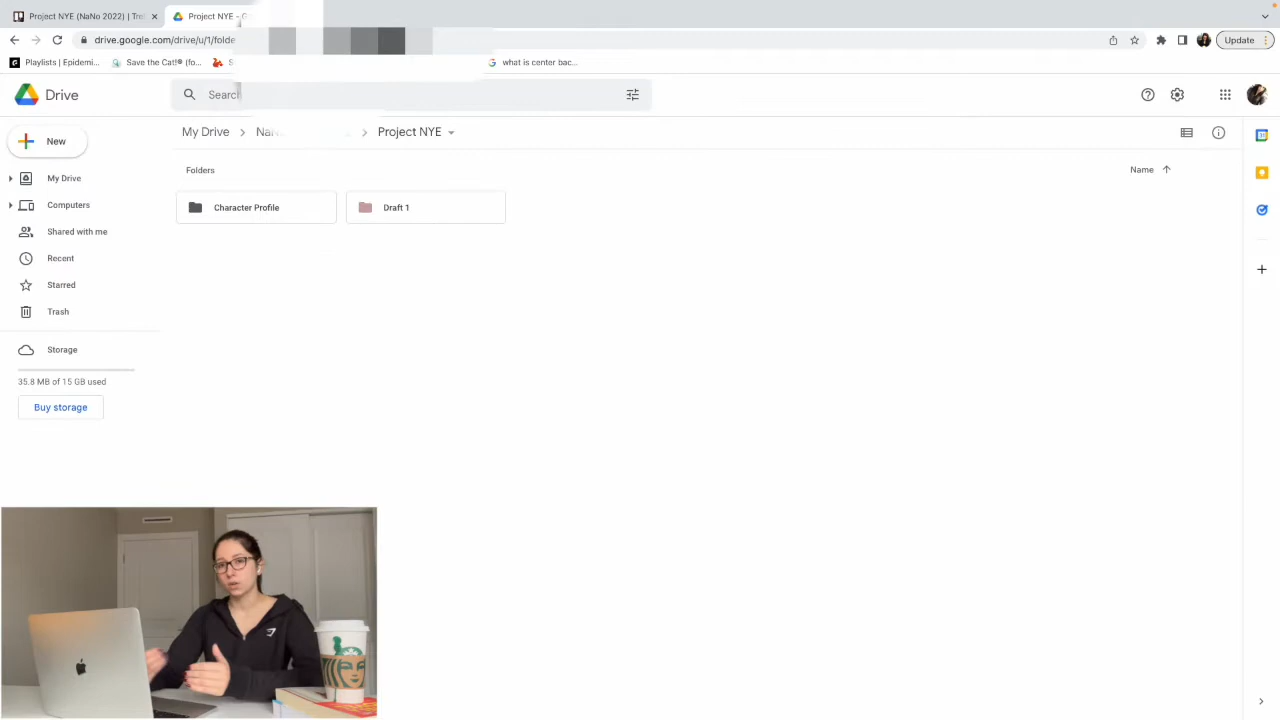 Project NYE (NaNo 2022) | Tre
Project NYE - G
drive.google.com/drive/u/1/folde
Update
Playlists | Epidemi...
Save the Cat!® (fo...
S
what is center bac...
Drive
Search
New
My Drive
NaN
Project NYE
Folders
Name
Character Profile
Draft 1
My Drive
Computers
Shared with me
Recent
Starred
Trash
Storage
35.8 MB of 15 GB used
Buy storage